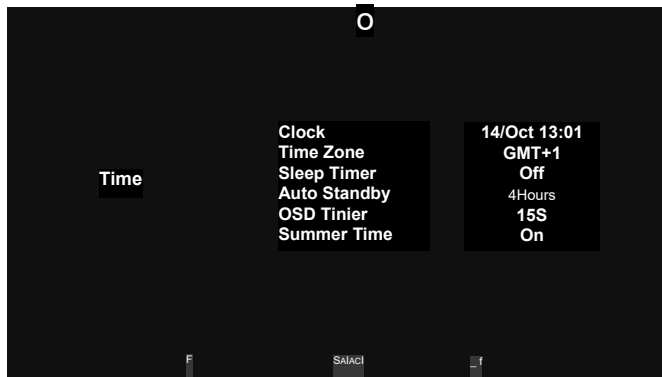 O
Time
Clock 14/Oct 13:01
Time Zone GMT+1
Sleep Timer Off
Auto Standby 4Hours
OSD Tinier 15S
Summer Time On
F SAlACl _ f